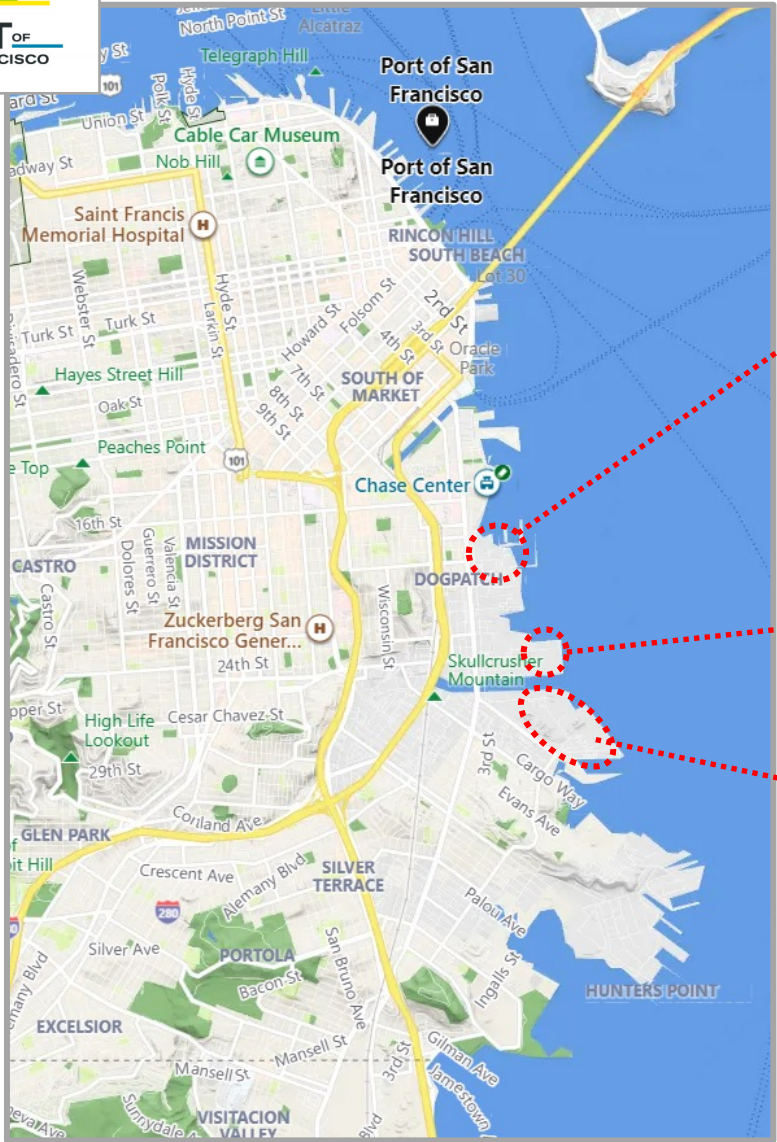 OF
CISCO
North Point St
Alcatraz
Telegraph Hill
101
Polk St
Hyde St
Union St
Port of San
Francisco
Cable Car Museum
Nob Hill
Port of San
Francisco
Saint Francis
Memorial Hospital
H
RINCON HILL
SOUTH BEACH
Lot 30
Webster St
Hyde St
Larkin St
Turk St
Turk St
Howard St
Folsom St
2nd St
3rd St
4th St
7th St
8th St
9th St
Oracle
Park
SOUTH OF
MARKET
Hayes Street Hill
Oak St
Peaches Point
101
Chase Center
16th St
CASTRO
Castro St
Dolores St
Guerrero St
Valencia St
MISSION
DISTRICT
DOGPATCH
Wisconsin St
Zuckerberg San
Francisco Gener...
H
24th St
Skullcrusher
Mountain
High Life
Lookout
Cesar Chavez St
29th St
3rd St
Cargo Way
Evans Ave
Cortland Ave
GLEN PARK
Crescent Ave
Alemany Blvd
SILVER
TERRACE
280
Palou Ave
Silver Ave
PORTOLA
San Bruno Ave
Bacon St
Ingalls St
HUNTERS POINT
EXCELSIOR
Mansell St
Mansell St
3rd St
Gilman Ave
Jamestown
Sunnydale
VISITACION
VALLEY